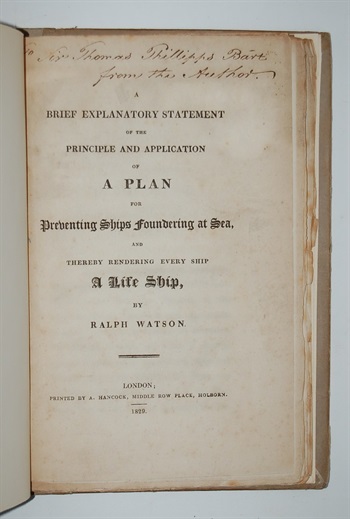 To Sir Thomas Phillipps Bart
from the Author.
A
BRIEF EXPLANATORY STATEMENT
OF THE
PRINCIPLE AND APPLICATION
OF
A PLAN
FOR
Preventing Ships Foundering at Sea,
AND
THEREBY RENDERING EVERY SHIP
A Life Ship,
BY
RALPH WATSON.
LONDON;
PRINTED BY A. HANCOCK, MIDDLE ROW PLACE, HOLBORN.
1829.